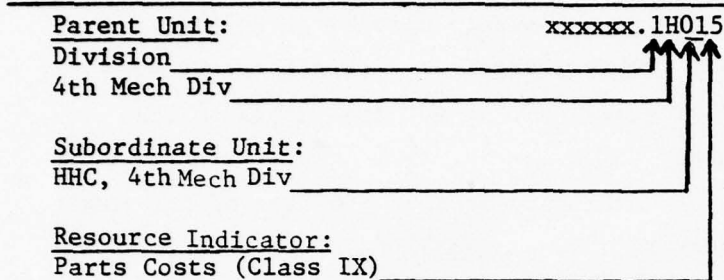 Parent Unit: xxxxxx.1H015
Division
4th Mech Div
Subordinate Unit:
HHC, 4th Mech Div
Resource Indicator:
Parts Costs (Class IX)